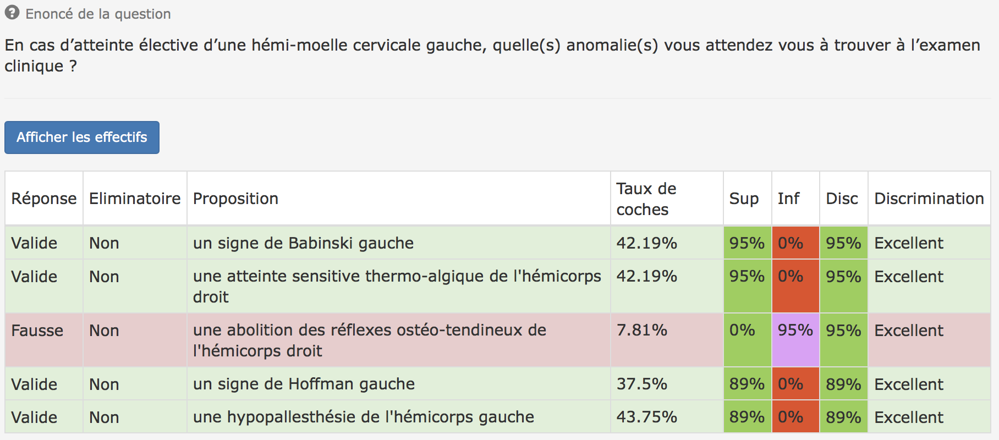 Enoncé de la question
En cas d’atteinte élective d’une hémi-moelle cervicale gauche, quelle(s) anomalie(s) vous attendez vous à trouver à l’examen
clinique ?
Afficher les effectifs
Réponse Eliminatoire Proposition Taux de coches Sup Inf Disc Discrimination
Valide Non un signe de Babinski gauche 42.19% 95% 0% 95% Excellent
Valide Non une atteinte sensitive thermo-algique de l'hémicorps 42.19% 95% 0% 95% Excellent
droit
Fausse Non une abolition des réflexes ostéo-tendineux de 7.81% 0% 95% 95% Excellent
l'hémicorps droit
Valide Non un signe de Hoffman gauche 37.5% 89% 0% 89% Excellent
Valide Non une hypopallesthésie de l'hémicorps gauche 43.75% 89% 0% 89% Excellent